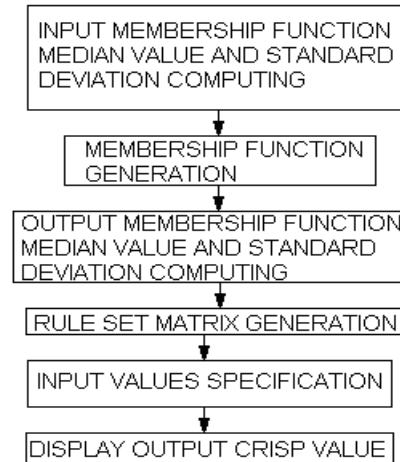 INPUT MEMBERSHIP FUNCTION
MEDIAN VALUE AND STANDARD
DEVIATION COMPUTING
MEMBERSHIP FUNCTION
GENERATION
OUTPUT MEMBERSHIP FUNCTION
MEDIAN VALUE AND STANDARD
DEVIATION COMPUTING
RULE SET MATRIX GENERATION
INPUT VALUES SPECIFICATION
DISPLAY OUTPUT CRISP VALUE